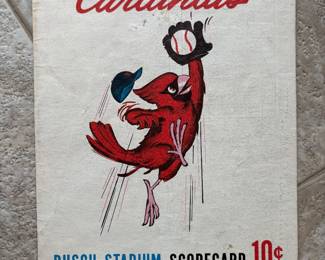 Cardinals
BUSCH STADIUM SCORECARD 10¢